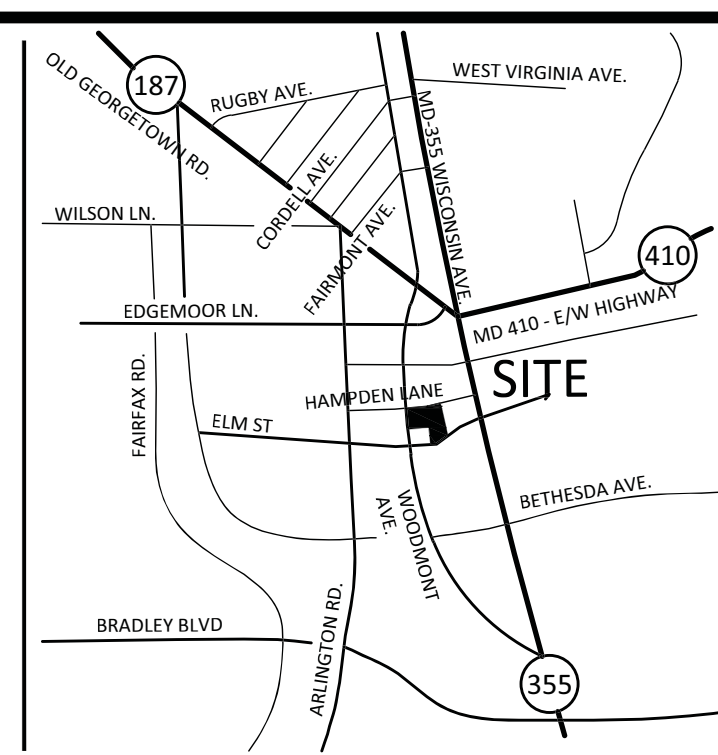 187
OLD GEORGETOWN RD.
RUGBY AVE.
WEST VIRGINIA AVE.
MD-355 WISCONSIN AVE.
CORDELL AVE.
WILSON LN.
FAIRMONT AVE.
410
EDGEMOOR LN.
MD 410 - E/W HIGHWAY
SITE
FAIRFAX RD.
HAMPDEN LANE
ELM ST
BETHESDA AVE.
WOODMONT
AVE.
BRADLEY BLVD
ARLINGTON RD.
355